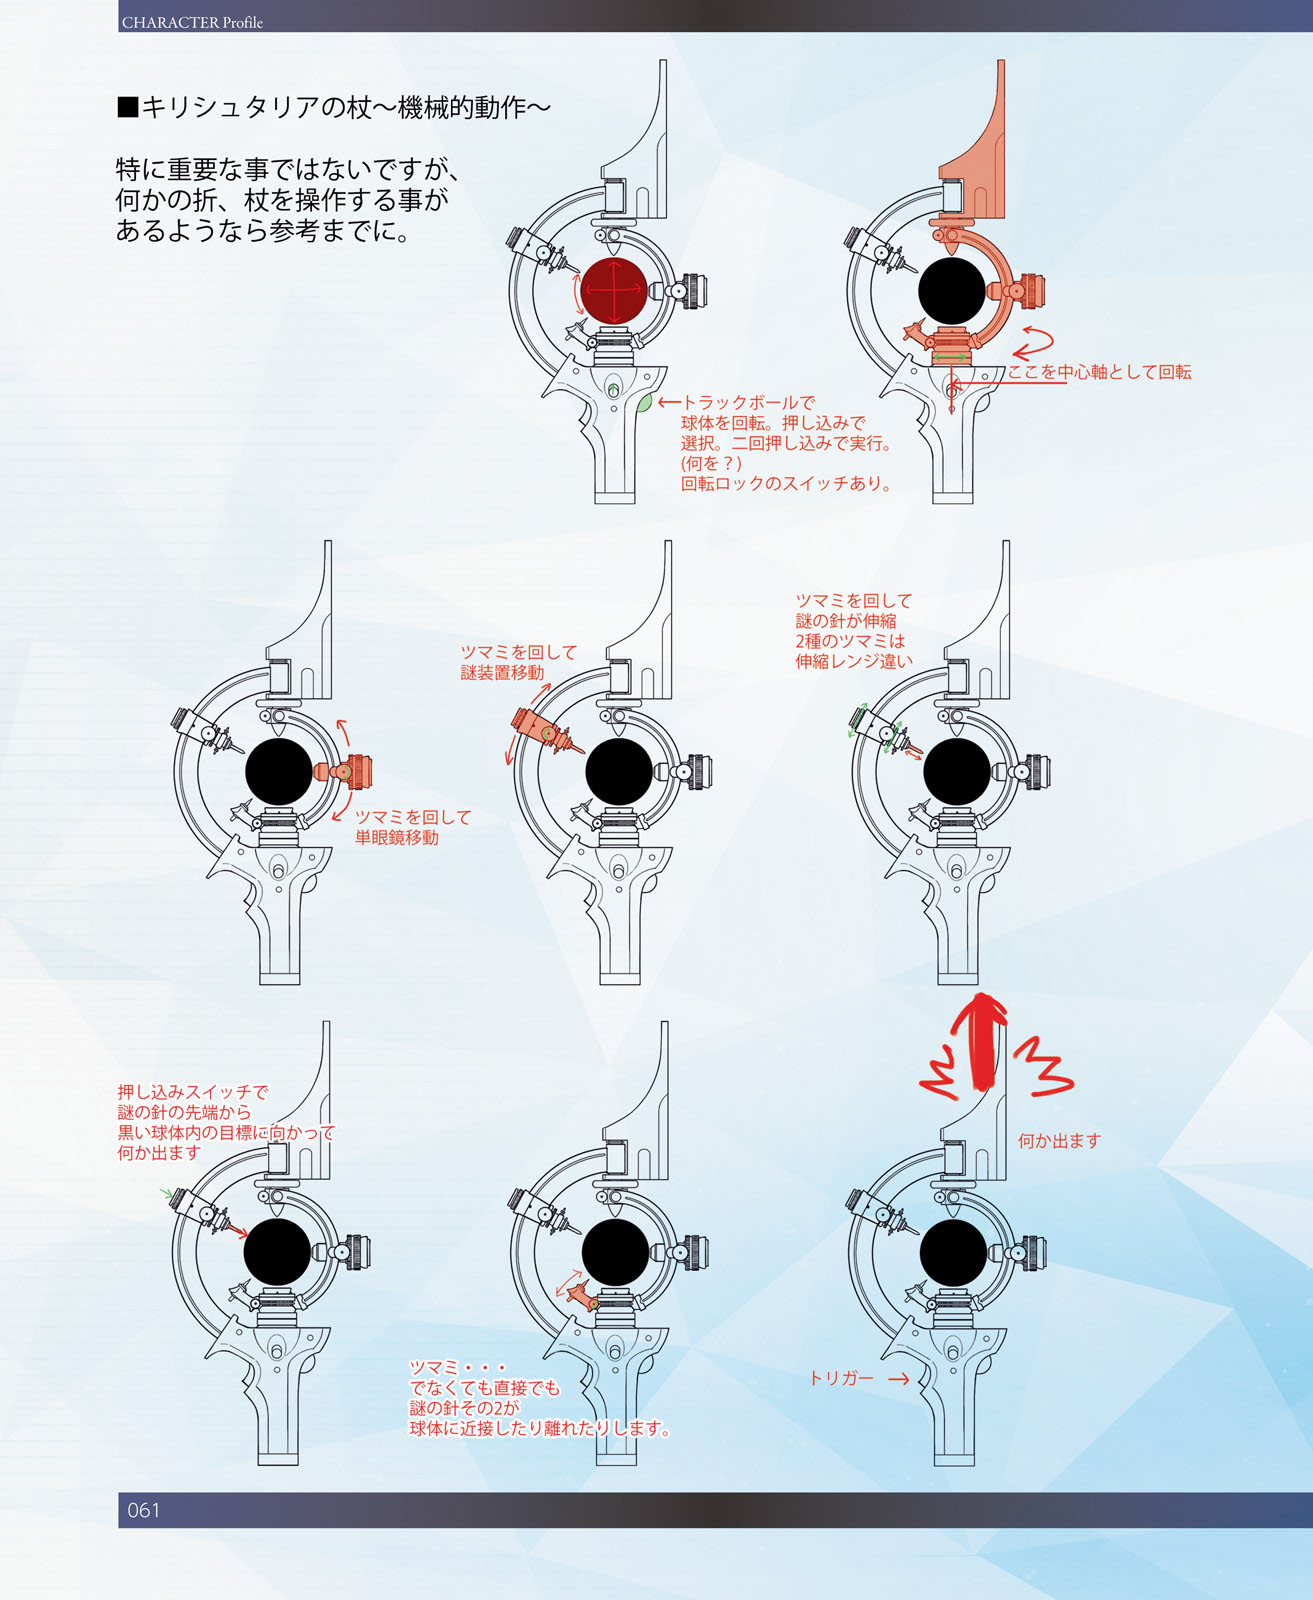 CHARACTER Profile
■キリシュタリアの杖～機械的動作～
特に重要な事ではないですが、
何かの折、杖を操作する事が
あるようなら参考までに。
←トラックボールで
球体を回転。押し込みで
選択。二回押し込みで実行。
(何を？)
回転ロックのスイッチあり。
ここを中心軸として回転
ツマミを回して
単眼鏡移動
ツマミを回して
謎装置移動
ツマミを回して
謎の針が伸縮
2種のツマミは
伸縮レンジ違い
押し込みスイッチで
謎の針の先端から
黒い球体内の目標に向かって
何か出ます
ツマミ・・・
でなくても直接でも
謎の針その2が
球体に近接したり離れたりします。
何か出ます
トリガー →
061